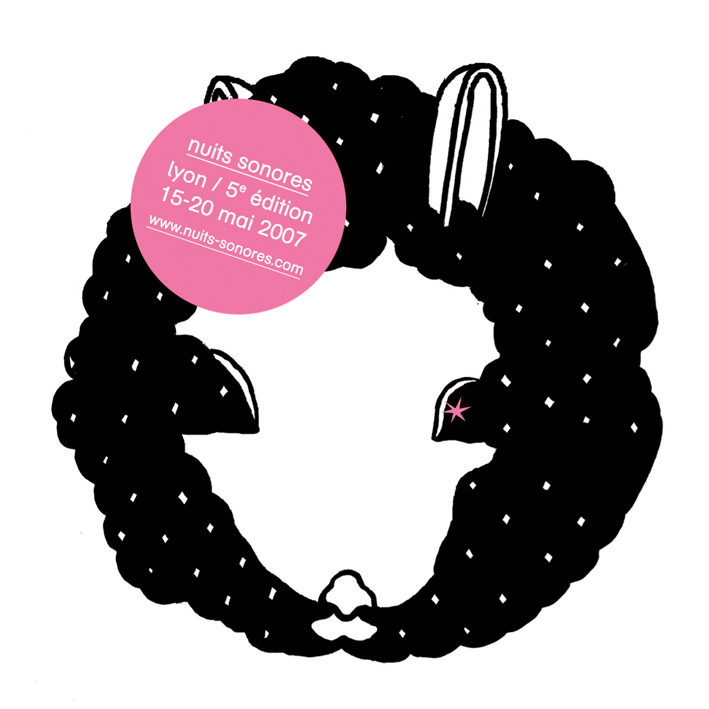 nuits sonores
lyon / 5e édition
15-20 mai 2007
www.nuits-sonores.com